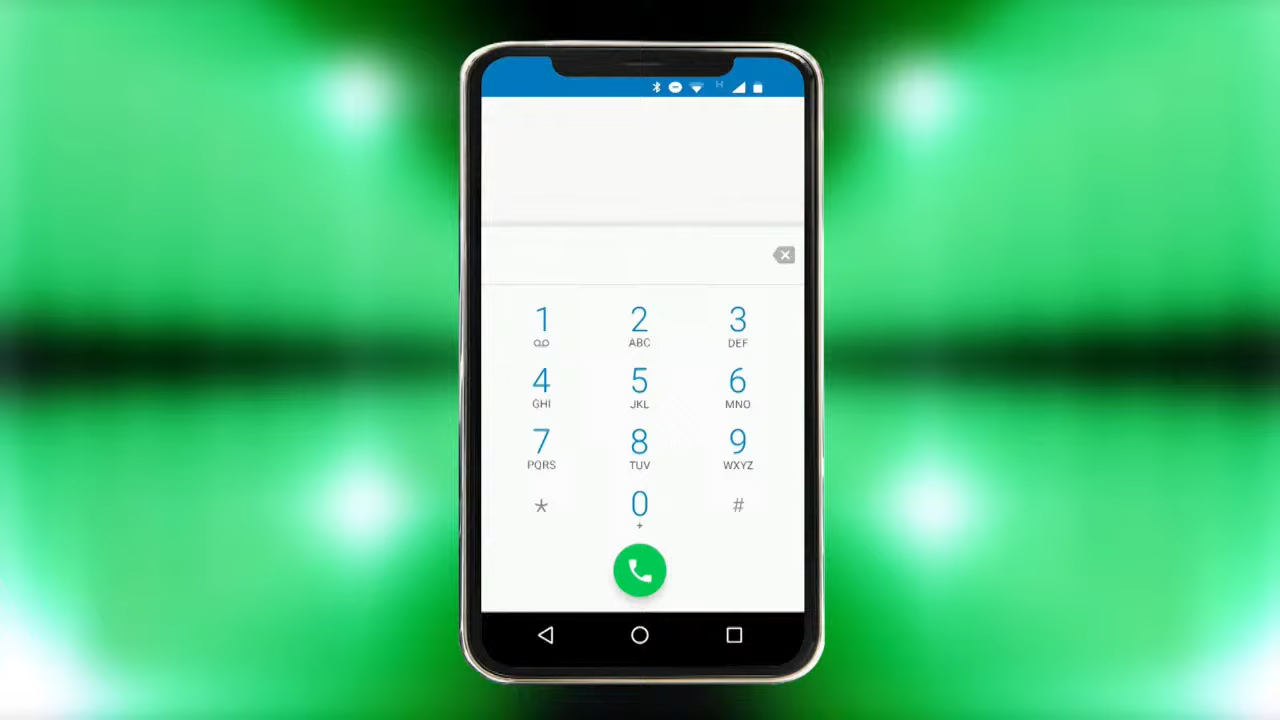 H
1 2 3
ABC DEF
4 5 6
GHI JKL MNO
7 8 9
PQRS TUV WXYZ
* 0 #
+